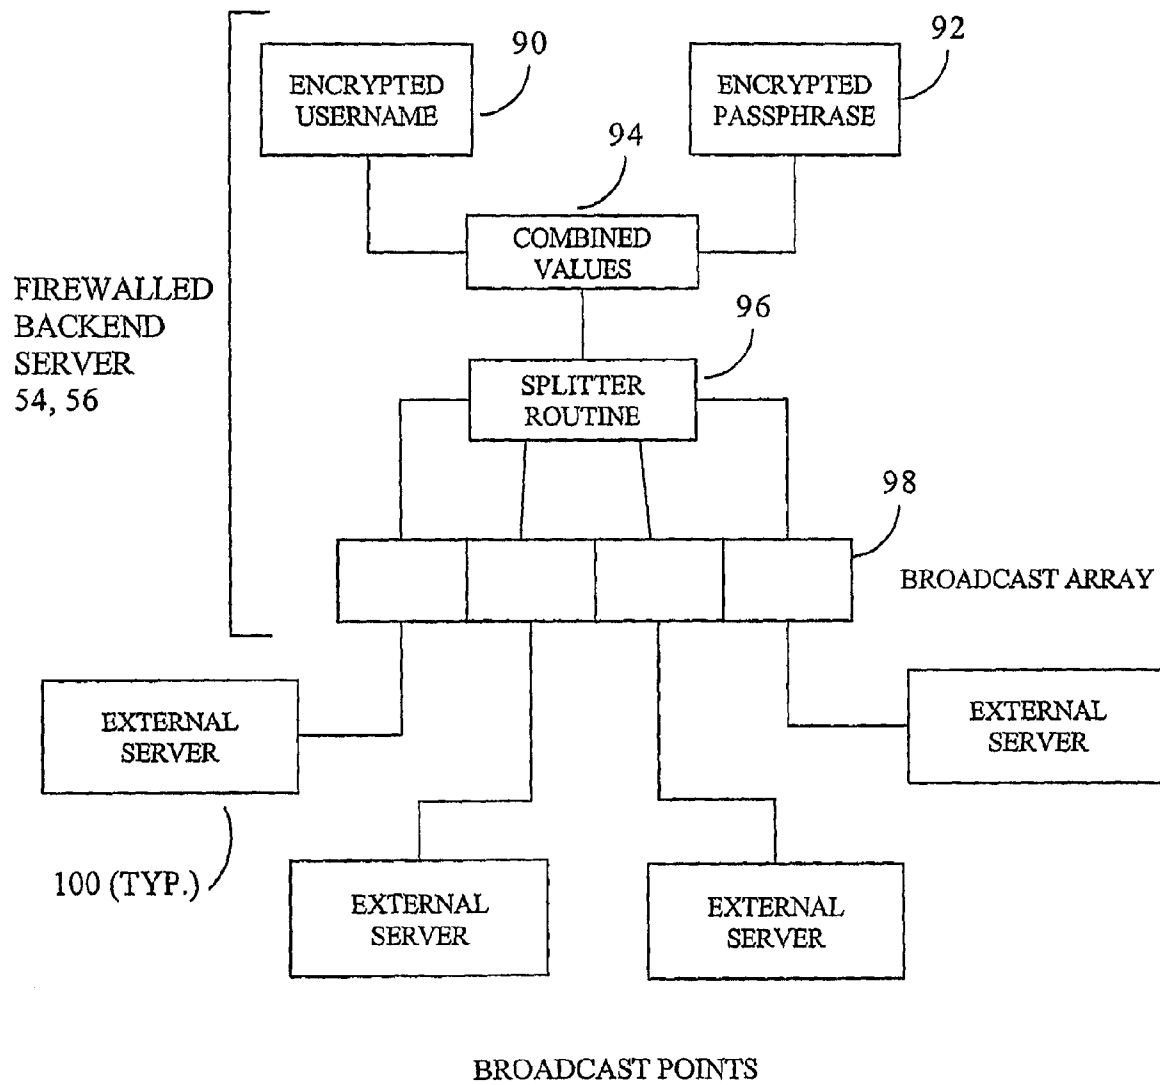 90
92
ENCRYPTED
USERNAME
ENCRYPTED
PASSPHRASE
94
COMBINED
VALUES
FIREWALLED
BACKEND
SERVER
54, 56
96
SPLITTER
ROUTINE
98
BROADCAST ARRAY
EXTERNAL
SERVER
EXTERNAL
SERVER
100 (TYP.)
EXTERNAL
SERVER
EXTERNAL
SERVER
BROADCAST POINTS